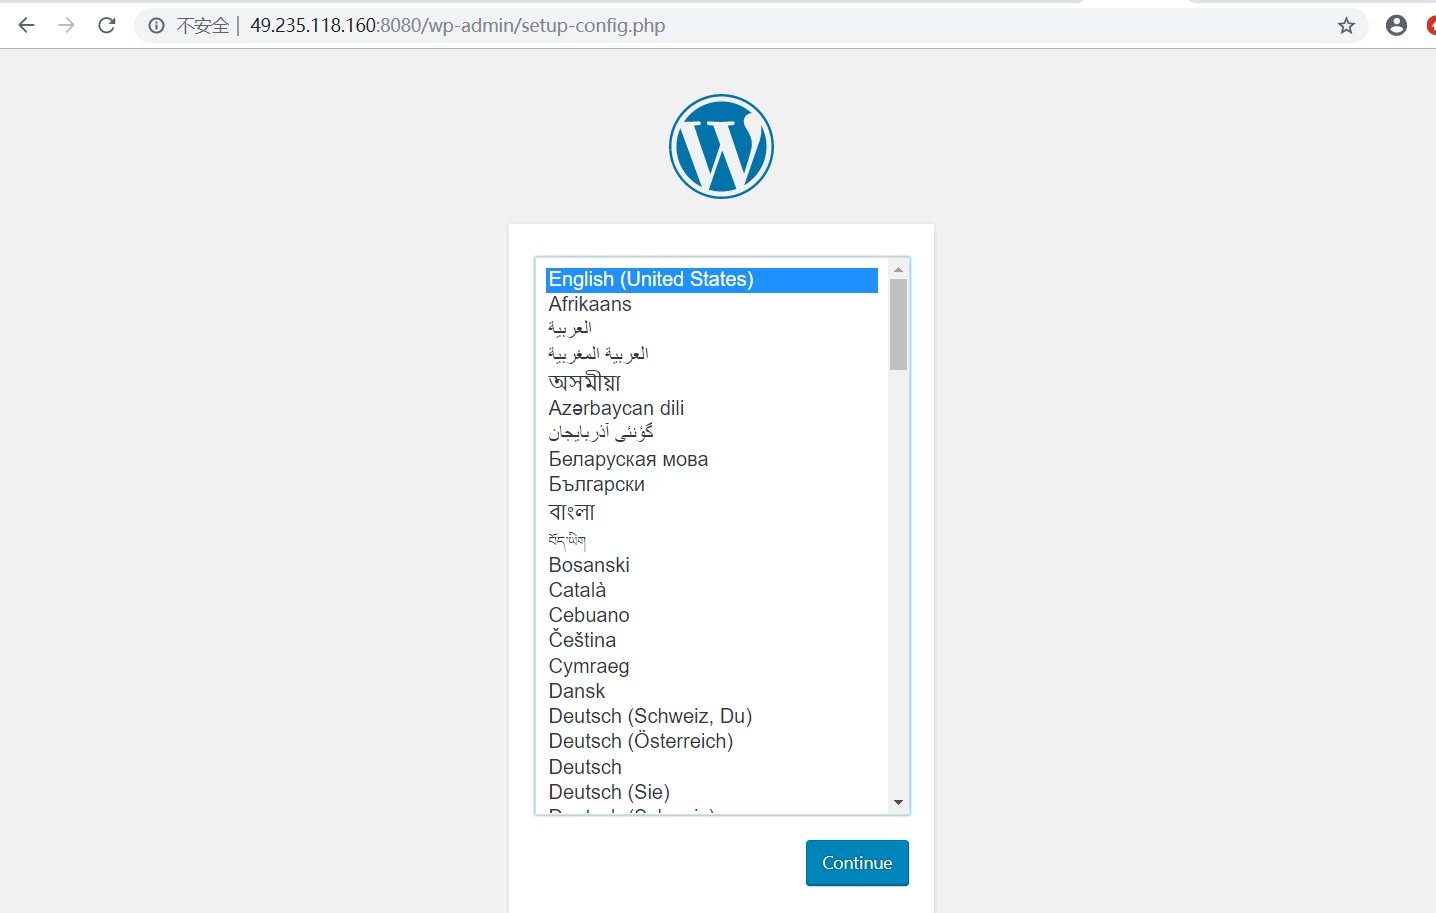 不安全 | 49.235.118.160:8080/wp-admin/setup-config.php
English (United States)
Afrikaans
العربية
العربية المغربية
অসমীয়া
Azərbaycan dili
گؤنئی آذربایجان
Беларуская мова
Български
বাংলা
བོད་ཡིག
Bosanski
Català
Cebuano
Čeština
Cymraeg
Dansk
Deutsch (Schweiz, Du)
Deutsch (Österreich)
Deutsch
Deutsch (Sie)
Continue